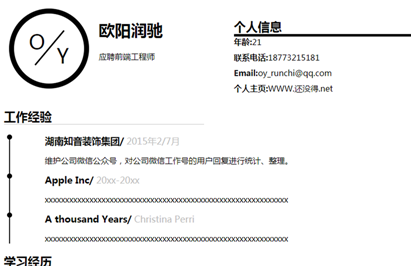 O/Y
欧阳润驰
应聘前端工程师
个人信息
年龄:21
联系电话:18773215181
Email:oy_runchi@qq.com
个人主页:WWW.还没得.net
工作经验
湖南知音装饰集团/ 2015年2/7月
维护公司微信公众号，对公司微信工作号的用户回复进行统计、整理。
Apple Inc/ 20xx-20xx
xxxxxxxxxxxxxxxxxxxxxxxxxxxxxxxxxxxxxxxxxxxxxxxxxxxxxxxxxxxx
A thousand Years/ Christina Perri
xxxxxxxxxxxxxxxxxxxxxxxxxxxxxxxxxxxxxxxxxxxxxxxxxxxxxxxxxxxx
学习经历